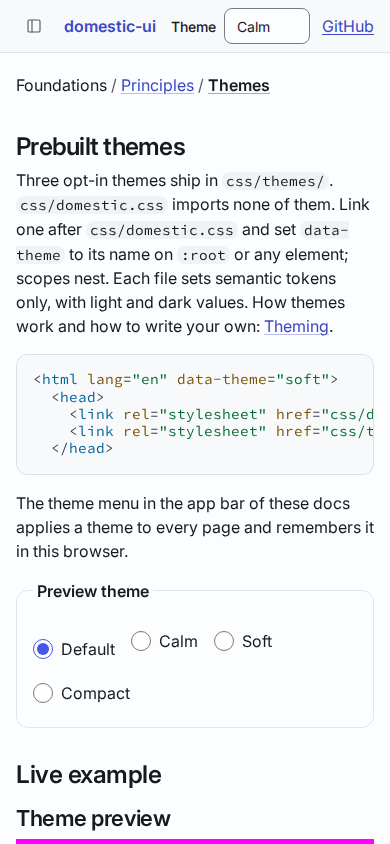 domestic-ui Theme Calm GitHub
Foundations / Principles / Themes
Prebuilt themes
Three opt-in themes ship in css/themes/.
css/domestic.css imports none of them. Link
one after css/domestic.css and set data-
theme to its name on :root or any element;
scopes nest. Each file sets semantic tokens
only, with light and dark values. How themes
work and how to write your own: Theming.
<html lang="en" data-theme="soft">
<head>
<link rel="stylesheet" href="css/d
<link rel="stylesheet" href="css/t
</head>
The theme menu in the app bar of these docs
applies a theme to every page and remembers it
in this browser.
Preview theme
Default Calm Soft
Compact
Live example
Theme preview